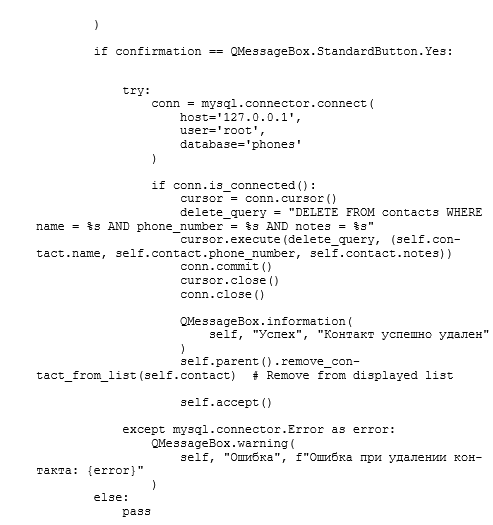 )
if confirmation == QMessageBox.StandardButton.Yes:
try:
conn = mysql.connector.connect(
host='127.0.0.1',
user='root',
database='phones'
)
if conn.is_connected():
cursor = conn.cursor()
delete_query = "DELETE FROM contacts WHERE
name = %s AND phone_number = %s AND notes = %s"
cursor.execute(delete_query, (self.con-
tact.name, self.contact.phone_number, self.contact.notes))
conn.commit()
cursor.close()
conn.close()
QMessageBox.information(
self, "Успех", "Контакт успешно удален"
)
self.parent().remove_con-
tact_from_list(self.contact)  # Remove from displayed list
self.accept()
except mysql.connector.Error as error:
QMessageBox.warning(
self, "Ошибка", f"Ошибка при удалении кон-
такта: {error}"
)
else:
pass